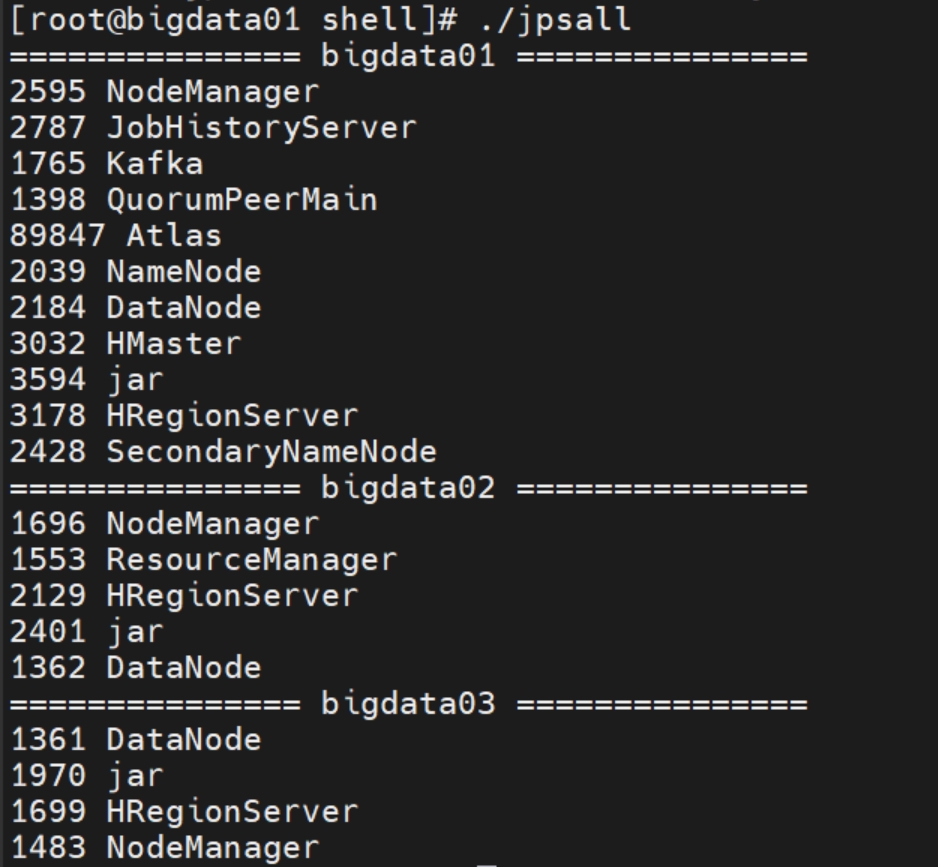 [root@bigdata01 shell]# ./jpsall
=============== bigdata01 ===============
2595 NodeManager
2787 JobHistoryServer
1765 Kafka
1398 QuorumPeerMain
89847 Atlas
2039 NameNode
2184 DataNode
3032 HMaster
3594 jar
3178 HRegionServer
2428 SecondaryNameNode
=============== bigdata02 ===============
1696 NodeManager
1553 ResourceManager
2129 HRegionServer
2401 jar
1362 DataNode
=============== bigdata03 ===============
1361 DataNode
1970 jar
1699 HRegionServer
1483 NodeManager